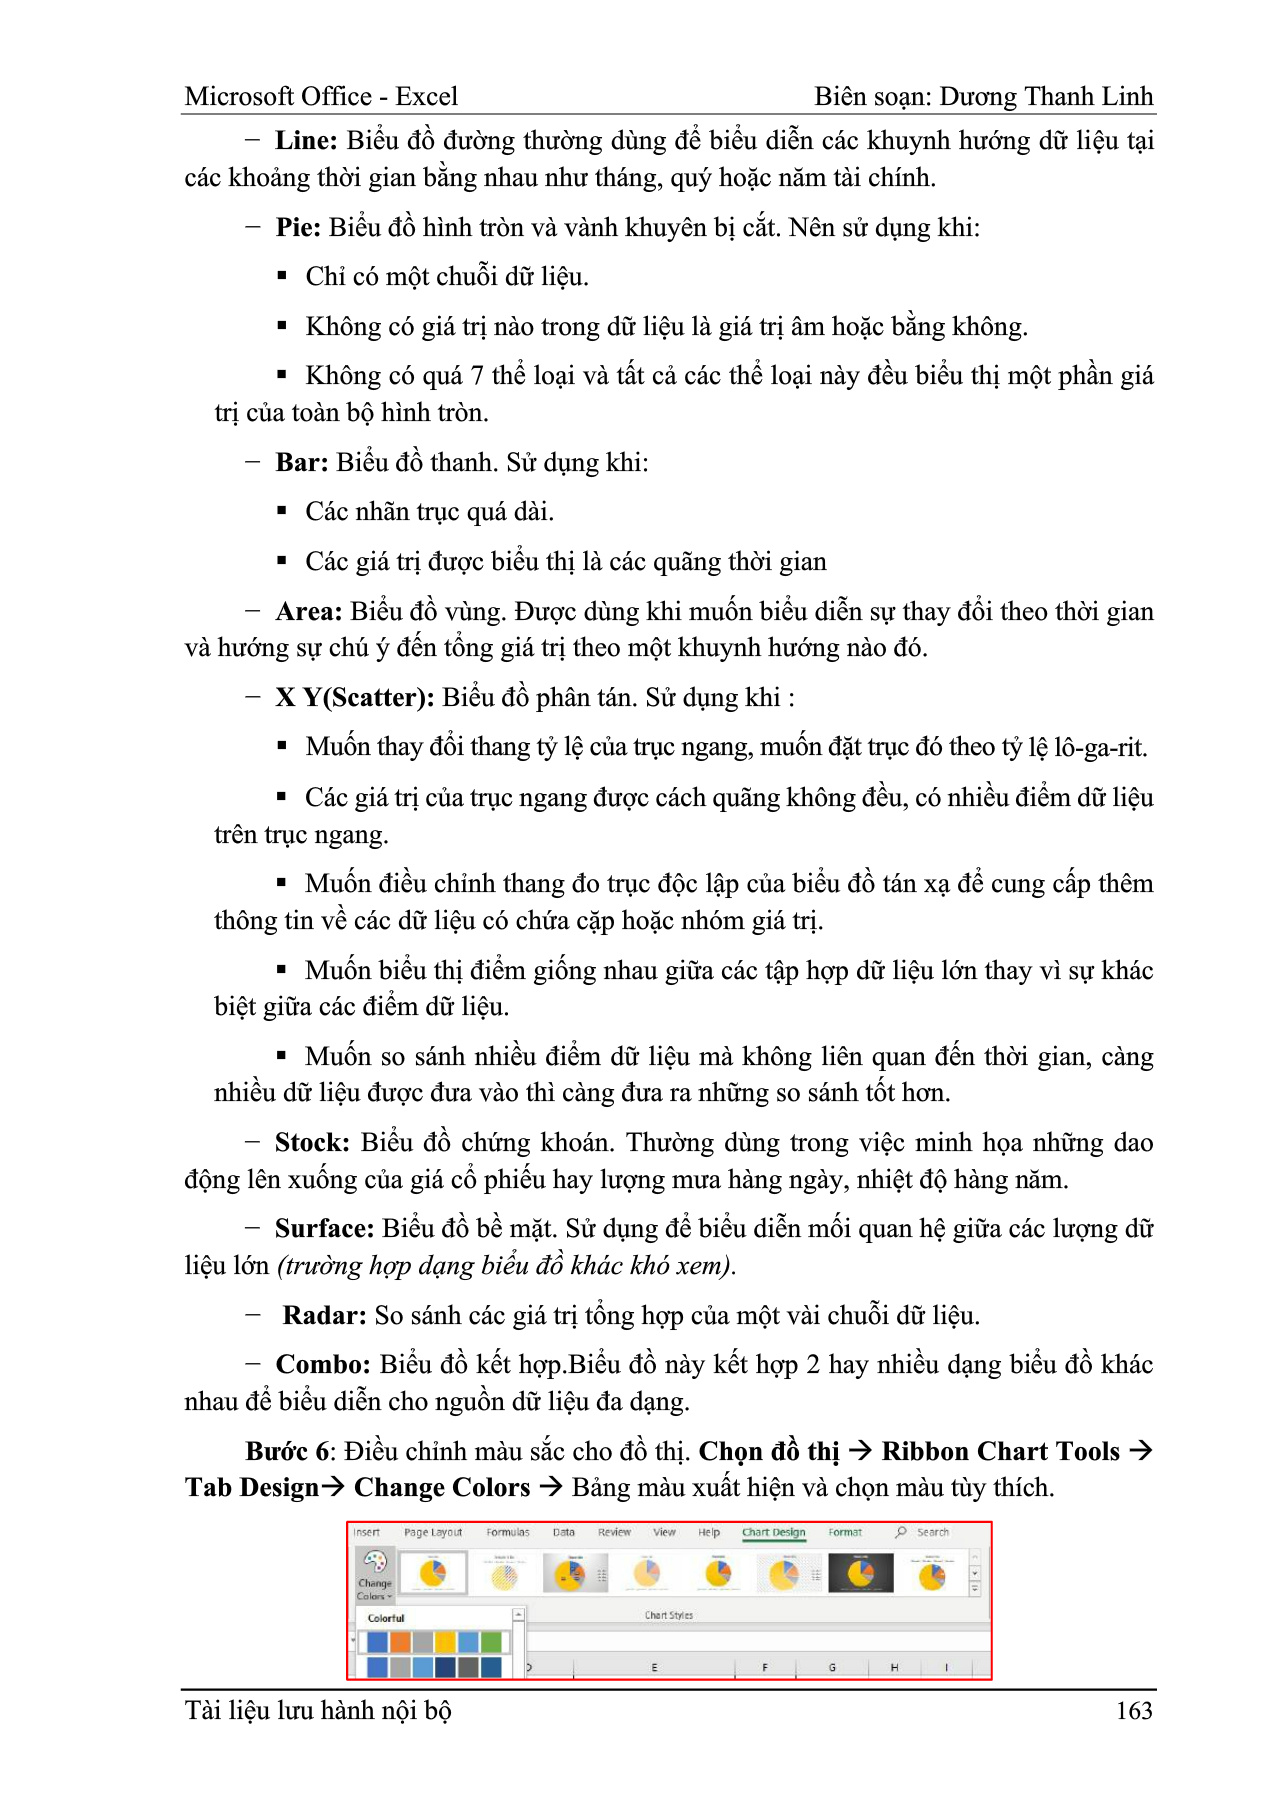 Microsoft Office - Excel Biên soạn: Dương Thanh Linh
− Line: Biểu đồ đường thường dùng để biểu diễn các khuynh hướng dữ liệu tại
các khoảng thời gian bằng nhau như tháng, quý hoặc năm tài chính.
− Pie: Biểu đồ hình tròn và vành khuyên bị cắt. Nên sử dụng khi:
▪ Chỉ có một chuỗi dữ liệu.
▪ Không có giá trị nào trong dữ liệu là giá trị âm hoặc bằng không.
▪ Không có quá 7 thể loại và tất cả các thể loại này đều biểu thị một phần giá
trị của toàn bộ hình tròn.
− Bar: Biểu đồ thanh. Sử dụng khi:
▪ Các nhãn trục quá dài.
▪ Các giá trị được biểu thị là các quãng thời gian
− Area: Biểu đồ vùng. Được dùng khi muốn biểu diễn sự thay đổi theo thời gian
và hướng sự chú ý đến tổng giá trị theo một khuynh hướng nào đó.
− X Y(Scatter): Biểu đồ phân tán. Sử dụng khi :
▪ Muốn thay đổi thang tỷ lệ của trục ngang, muốn đặt trục đó theo tỷ lệ lô-ga-rit.
▪ Các giá trị của trục ngang được cách quãng không đều, có nhiều điểm dữ liệu
trên trục ngang.
▪ Muốn điều chỉnh thang đo trục độc lập của biểu đồ tán xạ để cung cấp thêm
thông tin về các dữ liệu có chứa cặp hoặc nhóm giá trị.
▪ Muốn biểu thị điểm giống nhau giữa các tập hợp dữ liệu lớn thay vì sự khác
biệt giữa các điểm dữ liệu.
▪ Muốn so sánh nhiều điểm dữ liệu mà không liên quan đến thời gian, càng
nhiều dữ liệu được đưa vào thì càng đưa ra những so sánh tốt hơn.
− Stock: Biểu đồ chứng khoán. Thường dùng trong việc minh họa những dao
động lên xuống của giá cổ phiếu hay lượng mưa hàng ngày, nhiệt độ hàng năm.
− Surface: Biểu đồ bề mặt. Sử dụng để biểu diễn mối quan hệ giữa các lượng dữ
liệu lớn (trường hợp dạng biểu đồ khác khó xem).
− Radar: So sánh các giá trị tổng hợp của một vài chuỗi dữ liệu.
− Combo: Biểu đồ kết hợp.Biểu đồ này kết hợp 2 hay nhiều dạng biểu đồ khác
nhau để biểu diễn cho nguồn dữ liệu đa dạng.
Bước 6: Điều chỉnh màu sắc cho đồ thị. Chọn đồ thị → Ribbon Chart Tools →
Tab Design→ Change Colors → Bảng màu xuất hiện và chọn màu tùy thích.
Insert Page Layout Formulas Data Review View Help Chart Design Format Search
Change
Colors
Chart Styles
Colorful
D E F G H I
Tài liệu lưu hành nội bộ 163